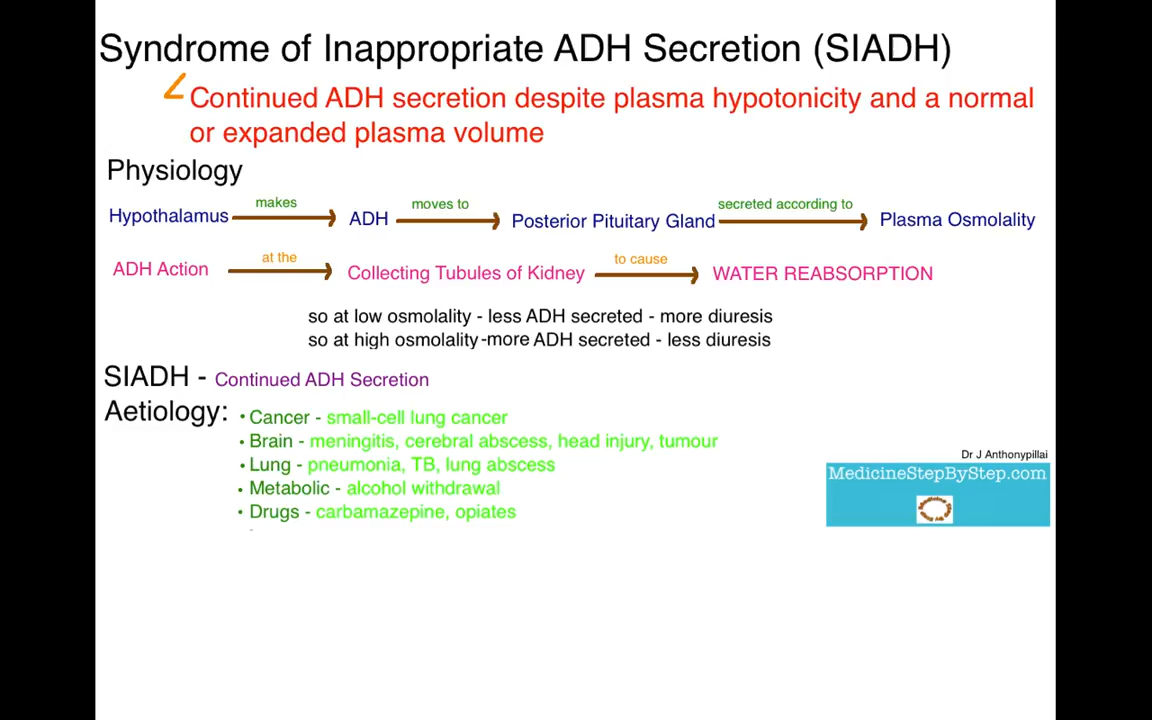 Syndrome of Inappropriate ADH Secretion (SIADH)
Continued ADH secretion despite plasma hypotonicity and a normal
or expanded plasma volume
Physiology
Hypothalamus makes ADH moves to Posterior Pituitary Gland secreted according to Plasma Osmolality
ADH Action at the Collecting Tubules of Kidney to cause WATER REABSORPTION
so at low osmolality - less ADH secreted - more diuresis
so at high osmolality -more ADH secreted - less diuresis
SIADH - Continued ADH Secretion
Aetiology:
• Cancer - small-cell lung cancer
• Brain - meningitis, cerebral abscess, head injury, tumour
• Lung - pneumonia, TB, lung abscess
• Metabolic - alcohol withdrawal
• Drugs - carbamazepine, opiates
Dr J Anthonypillai
MedicineStepByStep.com